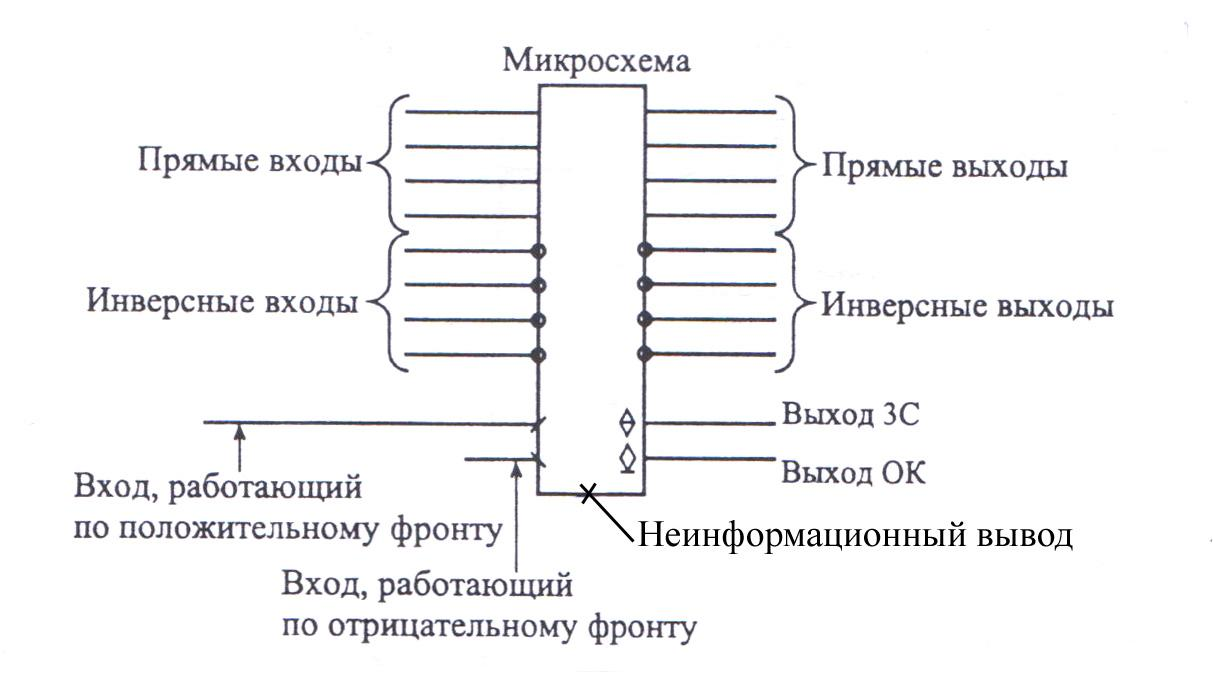 Микросхема
Прямые входы
Прямые выходы
Инверсные входы
Инверсные выходы
Выход 3С
Выход ОК
Вход, работающий
по положительному фронту
Неинформационный вывод
Вход, работающий
по отрицательному фронту